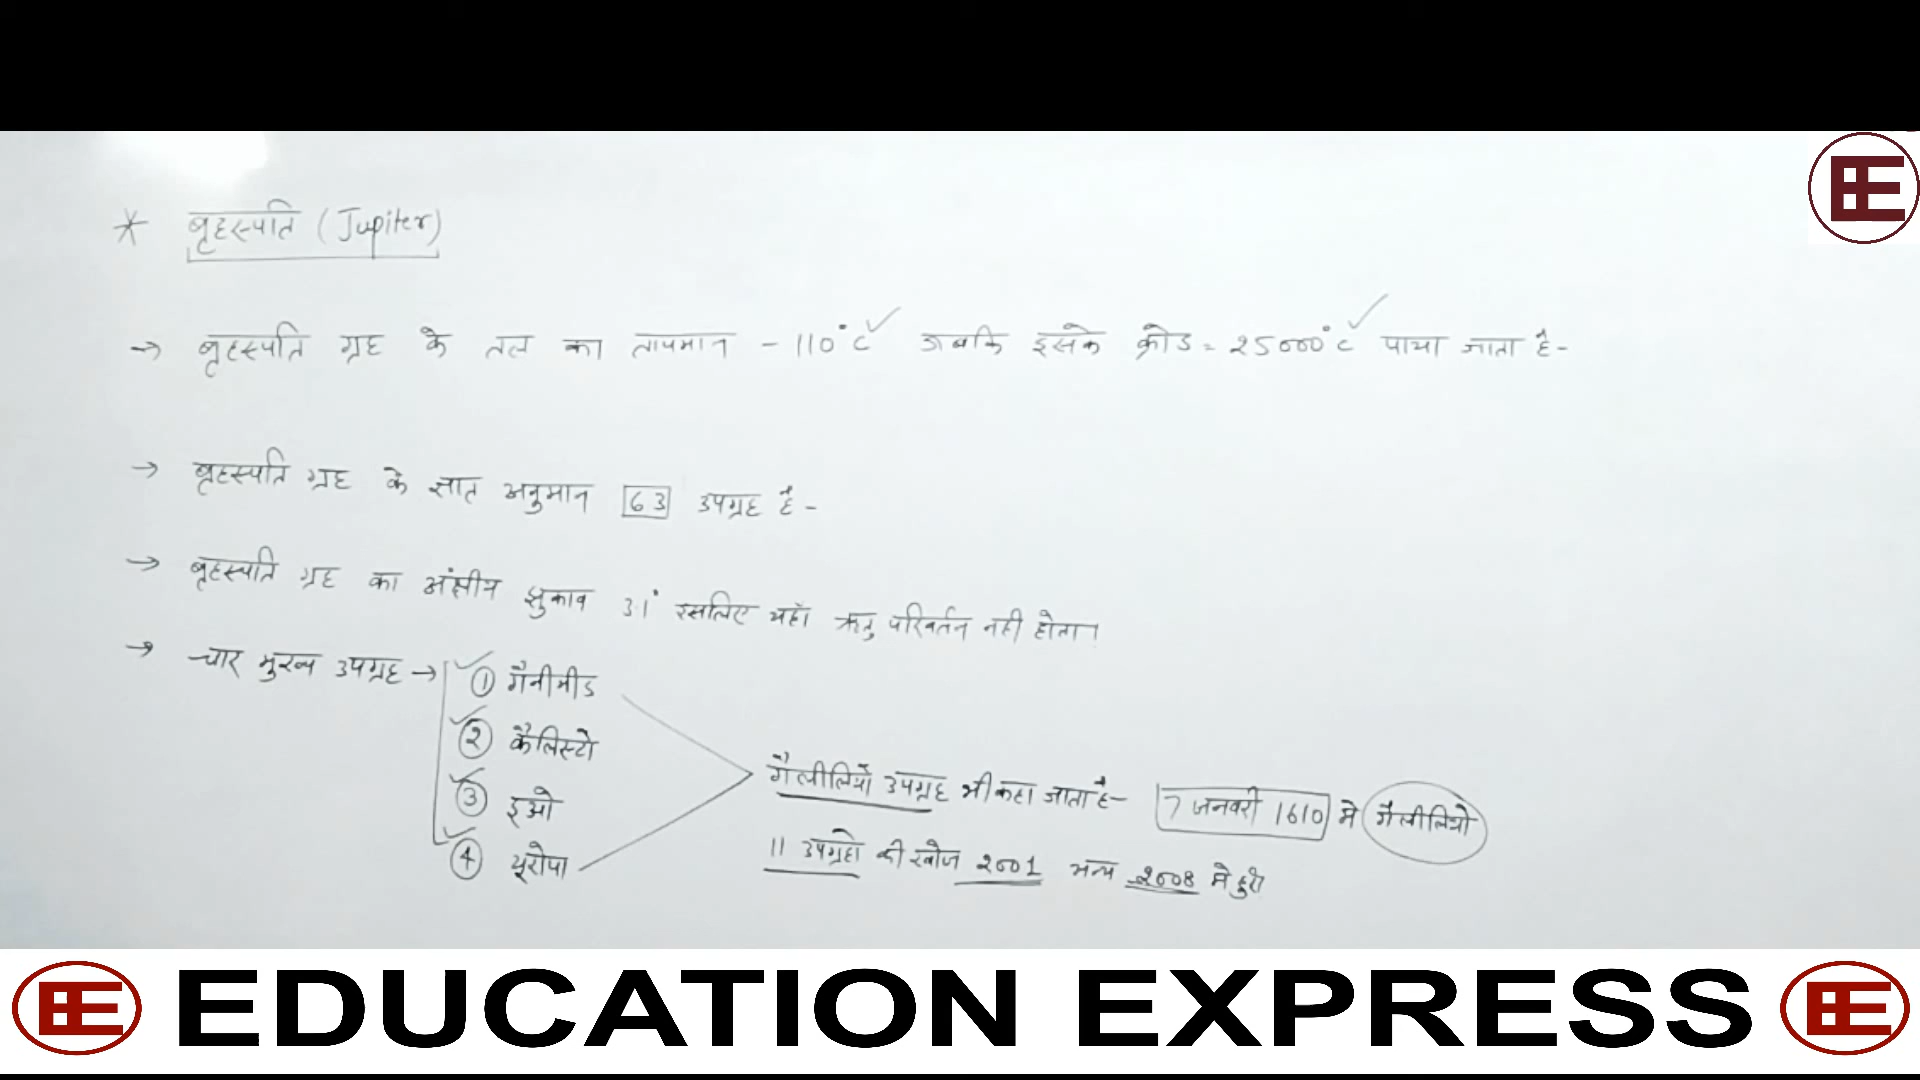 * बृहस्पति (Jupiter)
→ बृहस्पति ग्रह के तल का तापमान -110°C जबकि इसके क्रोड = 25000°C पाया जाता है-
→ बृहस्पति ग्रह के ज्ञात अनुमान 63 उपग्रह है-
→ बृहस्पति ग्रह का अंक्षीय झुकाव 3.1° इसलिए यहाँ ऋतु परिवर्तन नही होता।
→ चार मुख्य उपग्रह → ① गैनीमीड
② कैलिस्टो
③ इओ
④ यूरोपा
गैलीलियो उपग्रह भी कहा जाता है- 7 जनवरी 1610 मे गैलीलियो
11 उपग्रहो की खोज 2001 अन्य 2008 मे हुई
EDUCATION EXPRESS